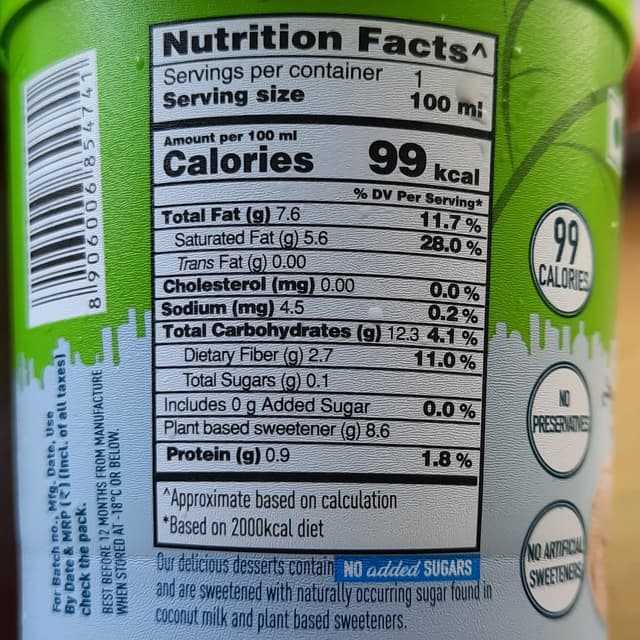 Nutrition Facts^
Servings per container 1
Serving size 100 ml
Amount per 100 ml
Calories 99 kcal
% DV Per Serving*
Total Fat (g) 7.6 11.7 %
Saturated Fat (g) 5.6 28.0 %
Trans Fat (g) 0.00
Cholesterol (mg) 0.00 0.0 %
Sodium (mg) 4.5 0.2 %
Total Carbohydrates (g) 12.3 4.1 %
Dietary Fiber (g) 2.7 11.0 %
Total Sugars (g) 0.1
Includes 0 g Added Sugar 0.0 %
Plant based sweetener (g) 8.6
Protein (g) 0.9 1.8 %
^Approximate based on calculation
*Based on 2000kcal diet
Our delicious desserts contain NO added SUGARS
and are sweetened with naturally occurring sugar found in
coconut milk and plant based sweeteners.
8 906006 854741
For Batch no., Mfg. Date, Use
By Date & MRP (₹) (Incl. of all taxes)
check the pack.
BEST BEFORE 12 MONTHS FROM MANUFACTURE
WHEN STORED AT -18°C OR BELOW.
99
CALORIES
NO
PRESERVATIVES
NO ARTIFICIAL
SWEETENERS